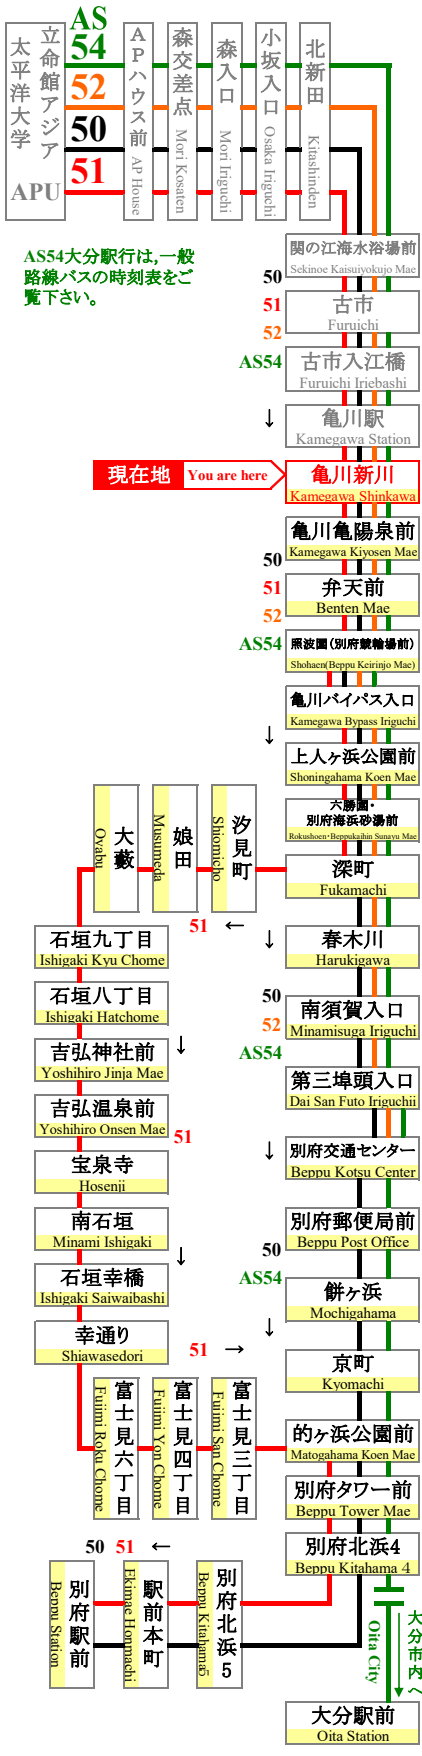 AS
54
52
50
51
立命館アジア
太平洋大学
APU
APハウス前
AP House
森交差点
Mori Kosaten
森入口
Mori Iriguchi
小坂入口
Osaka Iriguchi
北新田
Kitashinden
AS54大分駅行は,一般
路線バスの時刻表をご
覧下さい。
関の江海水浴場前
Sekinoe Kaisuiyokujo Mae
50
51
52
AS54
↓
古市
Furuichi
古市入江橋
Furuichi Iriebashi
亀川駅
Kamegawa Station
現在地 You are here
亀川新川
Kamegawa Shinkawa
亀川亀陽泉前
Kamegawa Kiyosen Mae
50
51
52
AS54
↓
弁天前
Benten Mae
照波園(別府競輪場前)
Shohaen(Beppu Keirinjo Mae)
亀川バイパス入口
Kamegawa Bypass Iriguchi
上人ヶ浜公園前
Shoningahama Koen Mae
六勝園・
別府海浜砂湯前
Rokushoen・Beppukaihin Sunayu Mae
深町
Fukamachi
汐見町
Shiomicho
娘田
Musumeda
大藪
Oyabu
51 ←
↓
石垣九丁目
Ishigaki Kyu Chome
石垣八丁目
Ishigaki Hatchome
吉弘神社前
Yoshihiro Jinja Mae
↓
吉弘温泉前
Yoshihiro Onsen Mae
51
宝泉寺
Hosenji
南石垣
Minami Ishigaki
↓
石垣幸橋
Ishigaki Saiwaibashi
幸通り
Shiawasedori
51 →
富士見六丁目
Fujimi Roku Chome
富士見四丁目
Fujimi Yon Chome
富士見三丁目
Fujimi San Chome
春木川
Harukigawa
50
52
AS54
↓
南須賀入口
Minamisuga Iriguchi
第三埠頭入口
Dai San Futo Iriguchii
別府交通センター
Beppu Kotsu Center
別府郵便局前
Beppu Post Office
50
AS54
↓
餅ヶ浜
Mochigahama
京町
Kyomachi
的ヶ浜公園前
Matogahama Koen Mae
別府タワー前
Beppu Tower Mae
別府北浜4
Beppu Kitahama 4
50 51 ←
別府北浜5
Beppu Kitahama5
駅前本町
Ekimae Honmachi
別府駅前
Beppu Station
大分市内へ
Oita City
大分駅前
Oita Station